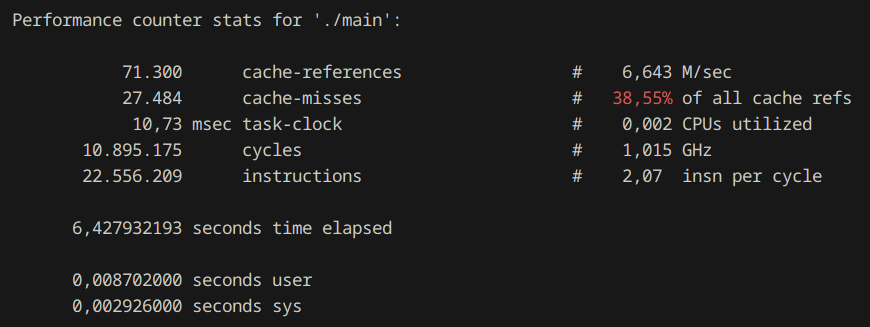 Performance counter stats for './main':
71.300 cache-references # 6,643 M/sec
27.484 cache-misses # 38,55% of all cache refs
10,73 msec task-clock # 0,002 CPUs utilized
10.895.175 cycles # 1,015 GHz
22.556.209 instructions # 2,07 insn per cycle
6,427932193 seconds time elapsed
0,008702000 seconds user
0,002926000 seconds sys